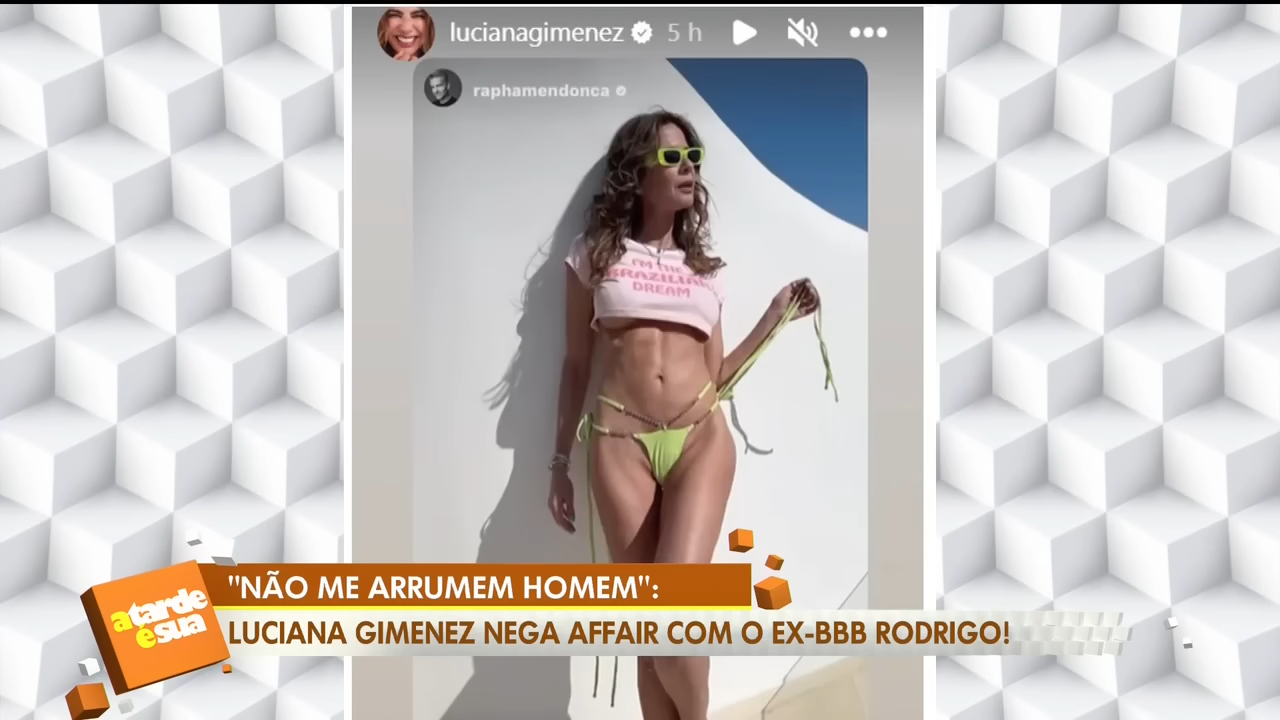 lucianagimenez 5 h
raphamendonca
I'M THE
BRAZILIAN
DREAM
"NÃO ME ARRUMEM HOMEM":
LUCIANA GIMENEZ NEGA AFFAIR COM O EX-BBB RODRIGO!
a tarde
é sua